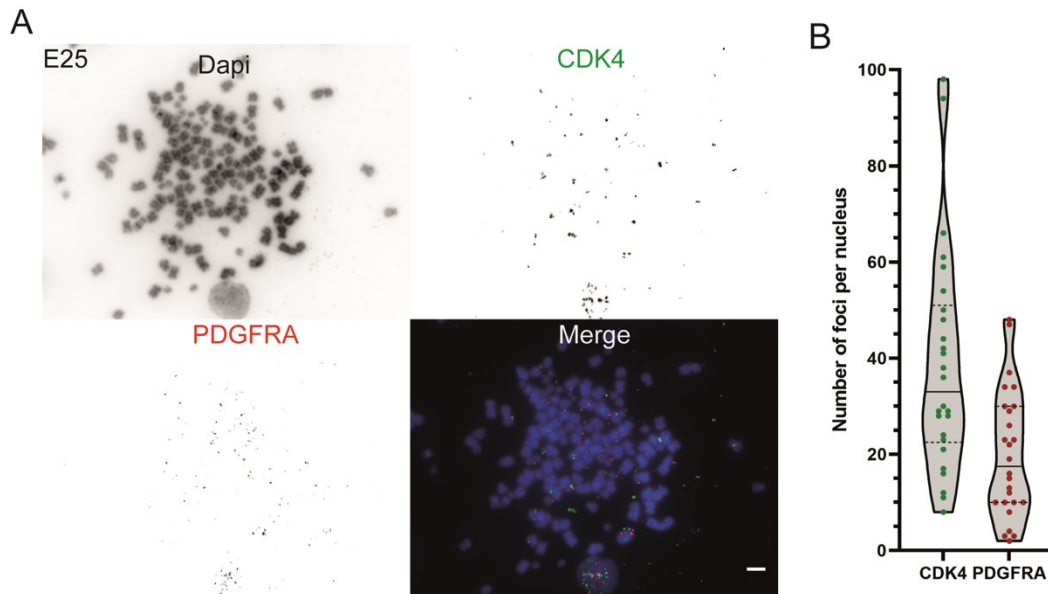 A
E25
Dapi
CDK4
PDGFRA
Merge
B
Number of foci per nucleus
100
80
60
40
20
0
CDK4 PDGFRA